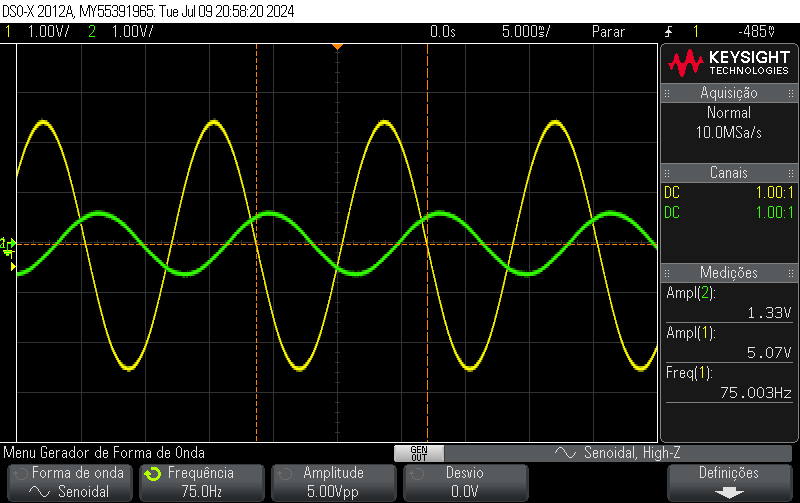 DSO-X 2012A, MY55391965: Tue Jul 09 20:58:20 2024
1 1.00V/ 2 1.00V/ 0.0s 5.000s/ Parar 1 -485V
KEYSIGHT
TECHNOLOGIES
Aquisição
Normal
10.0MSa/s
Canais
DC 1.00:1
DC 1.00:1
Medições
Ampl(2):
1.33V
Ampl(1):
5.07V
Freq(1):
75.003Hz
Menu Gerador de Forma de Onda
GEN
OUT
Senoidal, High-Z
Forma de onda
Senoidal
Frequência
75.0Hz
Amplitude
5.00Vpp
Desvio
0.0V
Definições